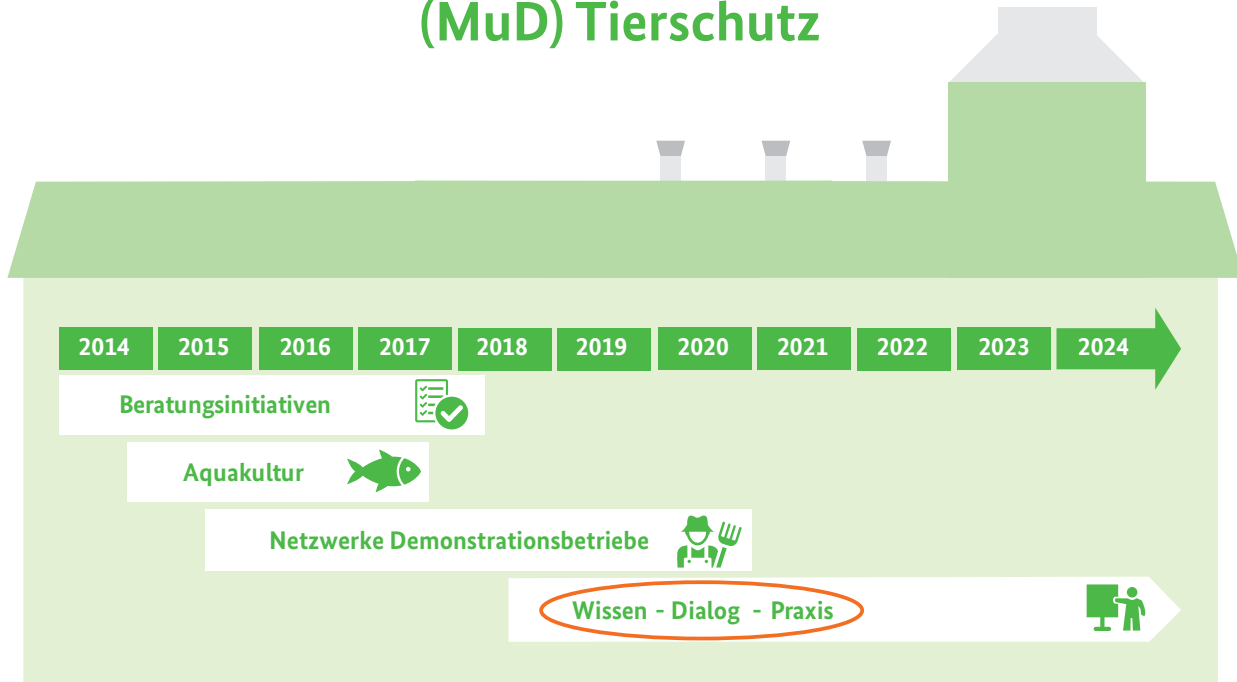 (MuD) Tierschutz
2014 2015 2016 2017 2018 2019 2020 2021 2022 2023 2024
Beratungsinitiativen
Aquakultur
Netzwerke Demonstrationsbetriebe
Wissen - Dialog - Praxis